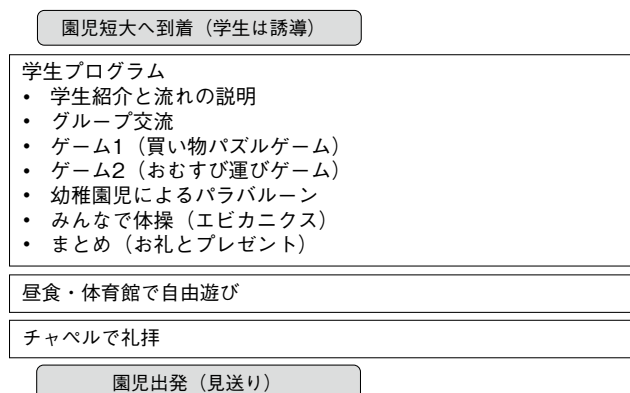 園児短大へ到着（学生は誘導）
学生プログラム
• 学生紹介と流れの説明
• グループ交流
• ゲーム1（買い物パズルゲーム）
• ゲーム2（おむすび運びゲーム）
• 幼稚園児によるパラバルーン
• みんなで体操（エビカニクス）
• まとめ（お礼とプレゼント）
昼食・体育館で自由遊び
チャペルで礼拝
園児出発（見送り）